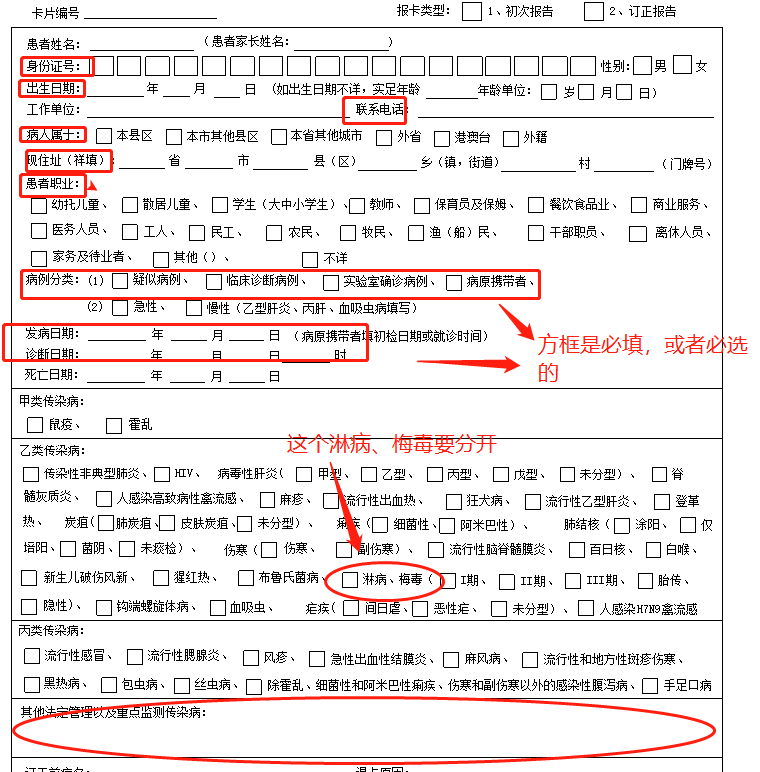 卡片编号 报卡类型： □ 1、初次报告 □ 2、订正报告
患者姓名： （患者家长姓名： ）
身份证号： 性别：□男 □女
出生日期： 年 月 日 （如出生日期不详，实足年龄 年龄单位：□ 岁□ 月□ 日）
工作单位： 联系电话：
病人属于：□ 本县区 □ 本市其他县区 □ 本省其他城市 □ 外省 □ 港澳台 □ 外籍
现住址（祥填）： 省 市 县（区） 乡（镇，街道） 村 （门牌号）
患者职业：
□ 幼托儿童、 □ 散居儿童、 □ 学生（大中小学生）、□ 教师、 □ 保育员及保姆、 □ 餐饮食品业、 □ 商业服务、
□ 医务人员、 □ 工人、 □ 民工、 □ 农民、 □ 牧民、 □ 渔（船）民、 □ 干部职员、 □ 离休人员、
□ 家务及待业者、 □ 其他（）、 □ 不详
病例分类：（1）□ 疑似病例、 □ 临床诊断病例、 □ 实验室确诊病例、 □ 病原携带者、
（2）□ 急性、 □ 慢性（乙型肝炎、丙肝、血吸虫病填写）
发病日期： 年 月 日 （病原携带者填初检日期或就诊时间）
诊断日期： 年 月 日 时
方框是必填，或者必选
的
死亡日期： 年 月 日
甲类传染病：
□ 鼠疫、 □ 霍乱
这个淋病、梅毒要分开
乙类传染病：
□ 传染性非典型肺炎、□ HIV、 病毒性肝炎（ □ 甲型、 □ 乙型、 □ 丙型、 □ 戊型、 □ 未分型）、 □ 脊
髓灰质炎、 □ 人感染高致病性禽流感、 □ 麻疹、 □ 流行性出血热、 □ 狂犬病、 □ 流行性乙型肝炎、 □ 登革
热、 炭疽（□ 肺炭疽、□ 皮肤炭疽、□ 未分型）、 痢疾（□ 细菌性、□ 阿米巴性）、 肺结核（□ 涂阳、 □ 仅
培阳、□ 菌阴、□ 未痰检）、 伤寒（□ 伤寒、 □ 副伤寒）、 □ 流行性脑脊髓膜炎、 □ 百日核、 □ 白喉、
□ 新生儿破伤风新、 □ 猩红热、 □ 布鲁氏菌病、 □ 淋病、梅毒（□ I期、 □ II期、 □ III期、 □ 胎传、
□ 隐性）、 □ 钩端螺旋体病、 □ 血吸虫、 疟疾（□ 间日虐、□ 恶性疟、 □ 未分型）、 □ 人感染H7N9禽流感
丙类传染病：
□ 流行性感冒、 □ 流行性腮腺炎、 □ 风疹、 □ 急性出血性结膜炎、□ 麻风病、 □ 流行性和地方性斑疹伤寒、
□ 黑热病、 □ 包虫病、 □ 丝虫病、 □ 除霍乱、细菌性和阿米巴性痢疾、伤寒和副伤寒以外的感染性腹泻病、 □ 手足口病
其他法定管理以及重点监测传染病：